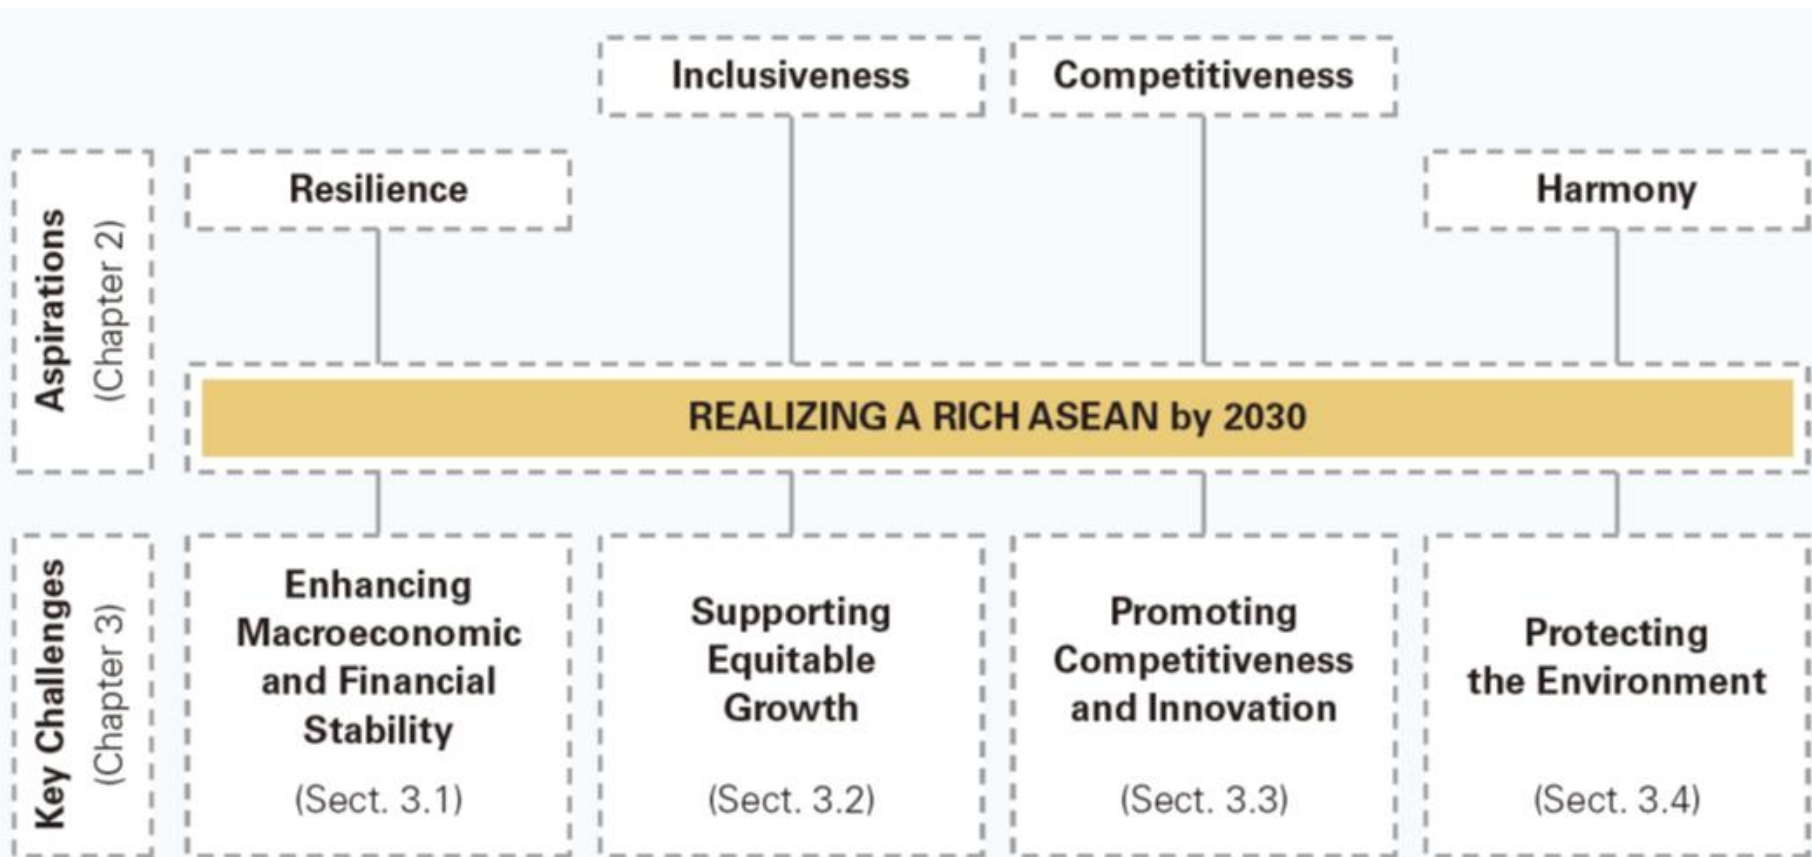 Inclusiveness
Competitiveness
Aspirations
(Chapter 2)
Resilience
Harmony
REALIZING A RICH ASEAN by 2030
Key Challenges
(Chapter 3)
Enhancing
Macroeconomic
and Financial
Stability
(Sect. 3.1)
Supporting
Equitable
Growth
(Sect. 3.2)
Promoting
Competitiveness
and Innovation
(Sect. 3.3)
Protecting
the Environment
(Sect. 3.4)